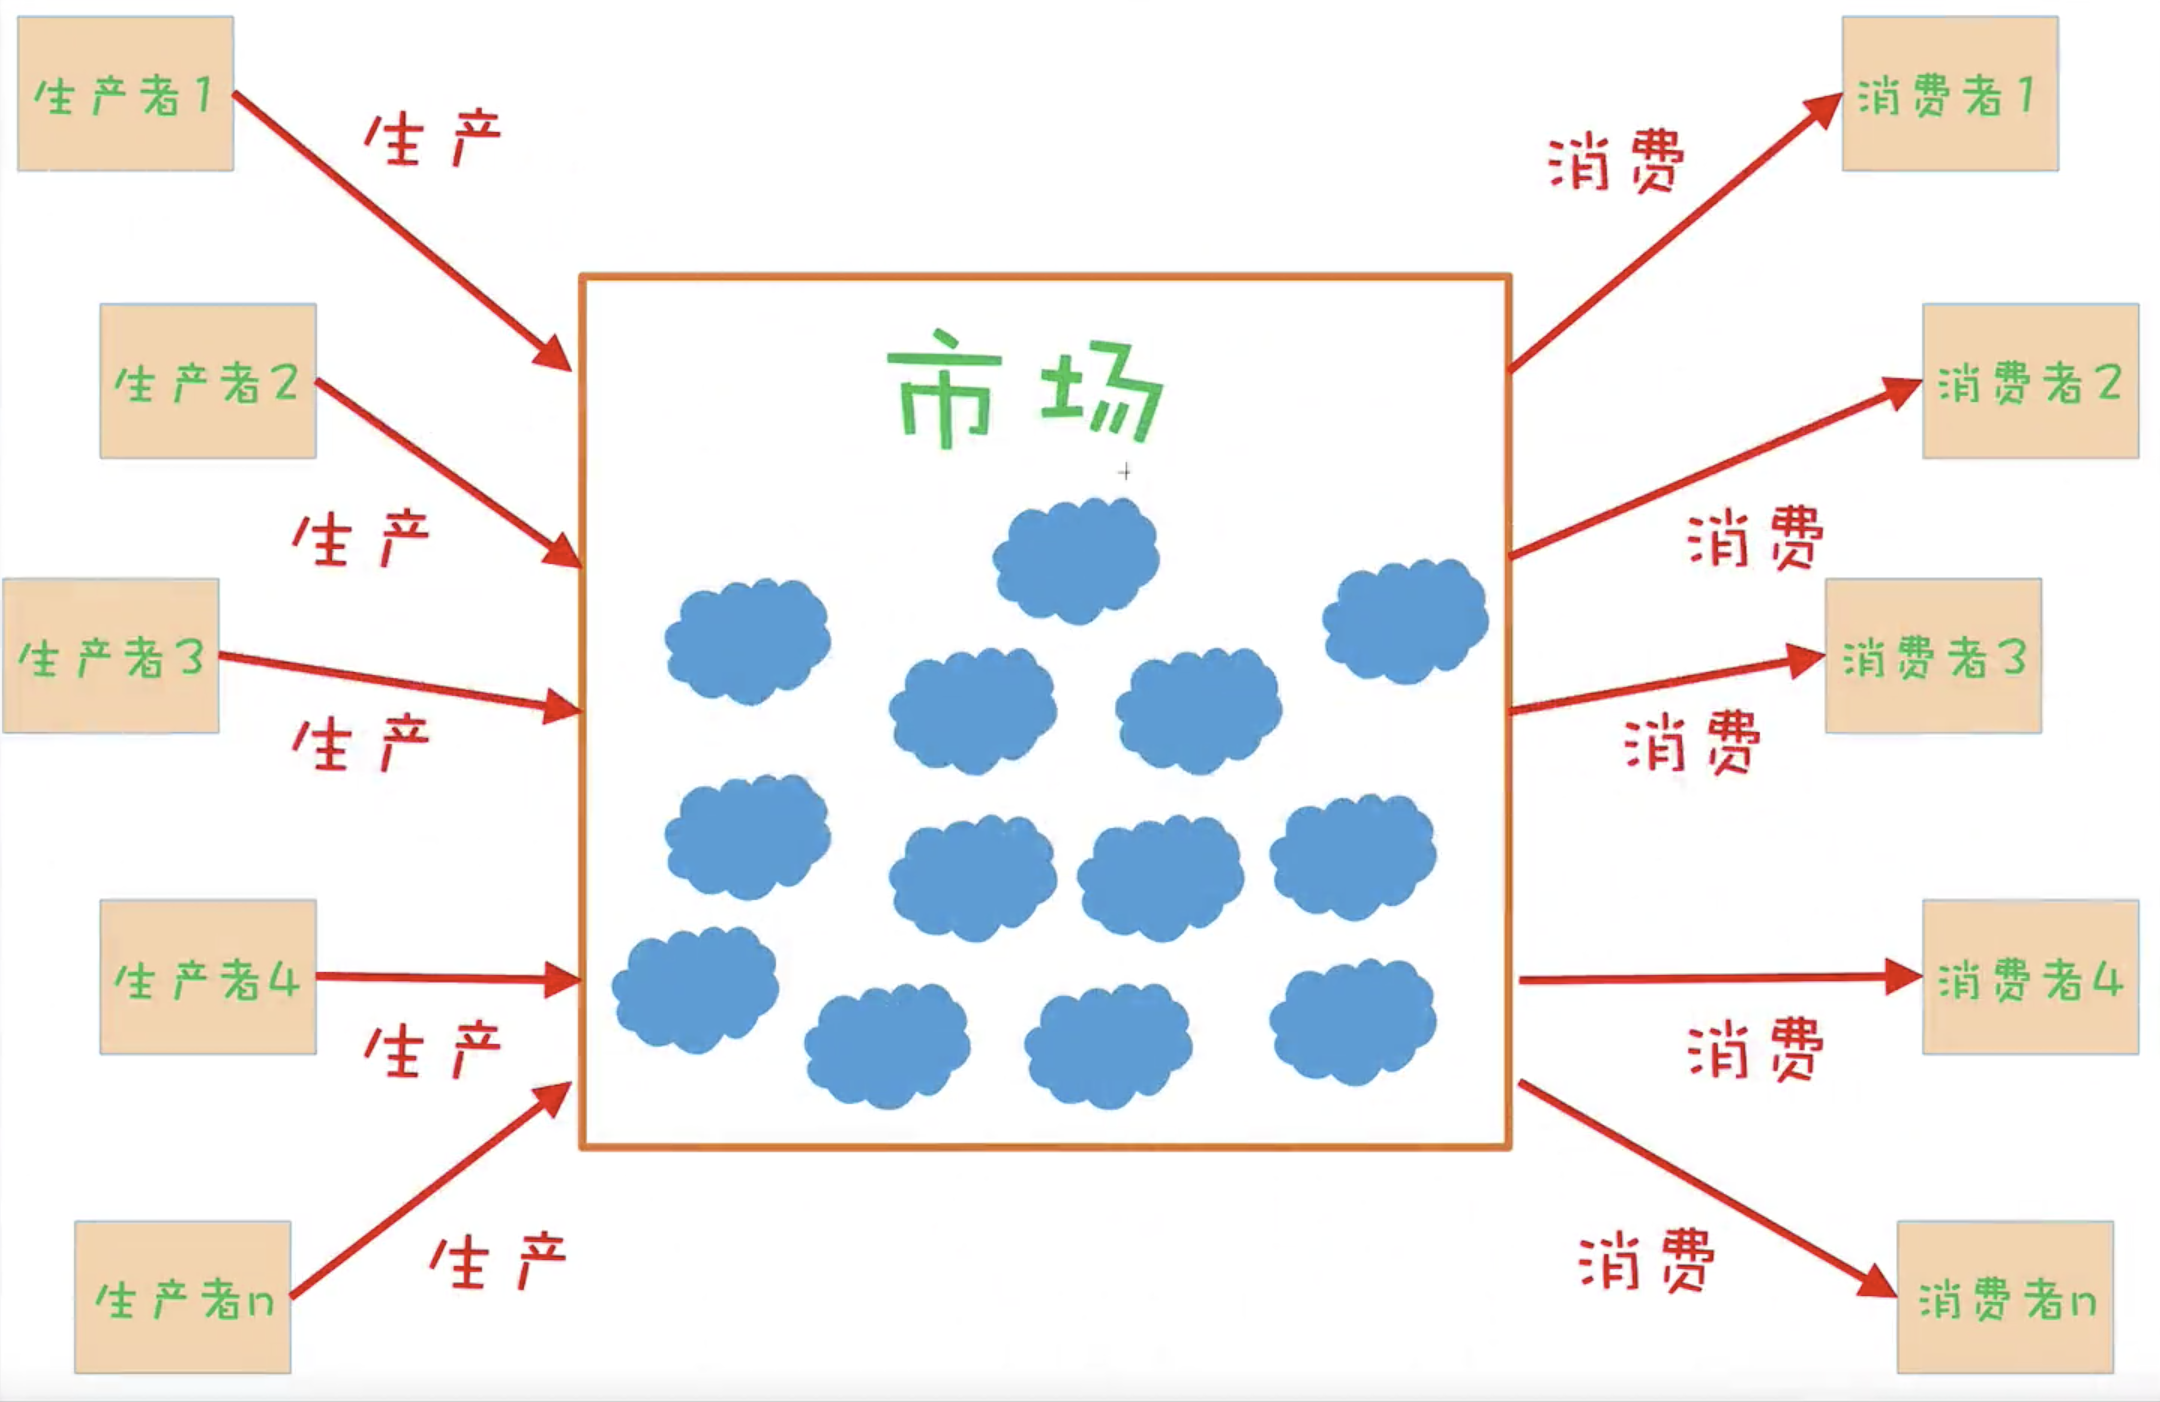 生产者1
生产
消费
消费者1
生产者2
市场
消费者2
生产
消费
生产者3
消费者3
生产
消费
生产者4
消费者4
生产
消费
生产者n
生产
消费
消费者n